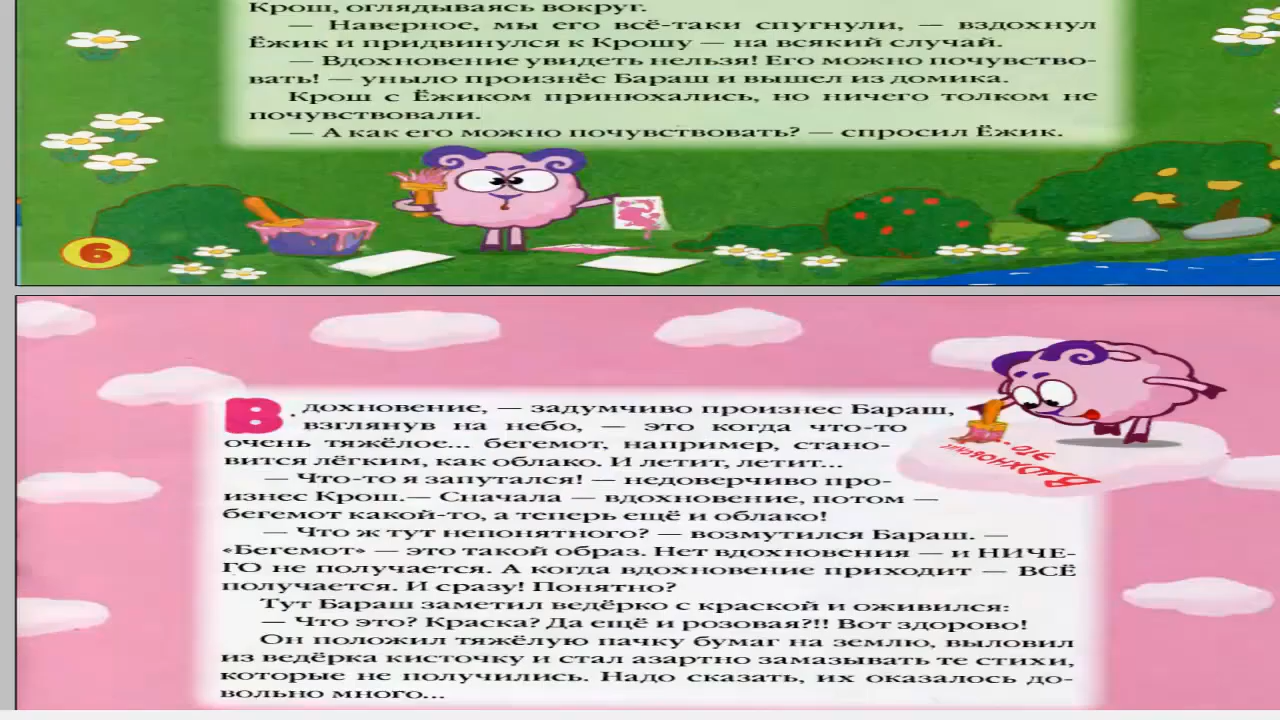 Крош, оглядываясь вокруг.
— Наверное, мы его всё-таки спугнули, — вздохнул
Ёжик и придвинулся к Крошу — на всякий случай.
— Вдохновение увидеть нельзя! Его можно почувство-
вать! — уныло произнёс Бараш и вышел из домика.
Крош с Ёжиком принюхались, но ничего толком не
почувствовали.
— А как его можно почувствовать? — спросил Ёжик.
6
В дохновение, — задумчиво произнес Бараш,
взглянув на небо, — это когда что-то
очень тяжёлое... бегемот, например, стано-
вится лёгким, как облако. И летит, летит...
— Что-то я запутался! — недоверчиво про-
изнес Крош.— Сначала — вдохновение, потом —
бегемот какой-то, а теперь ещё и облако!
— Что ж тут непонятного? — возмутился Бараш. —
«Бегемот» — это такой образ. Нет вдохновения — и НИЧЕ-
ГО не получается. А когда вдохновение приходит — ВСЁ
получается. И сразу! Понятно?
Тут Бараш заметил ведёрко с краской и оживился:
— Что это? Краска? Да ещё и розовая?!! Вот здорово!
Он положил тяжёлую пачку бумаг на землю, выловил
из ведёрка кисточку и стал азартно замазывать те стихи,
которые не получились. Надо сказать, их оказалось до-
вольно много...